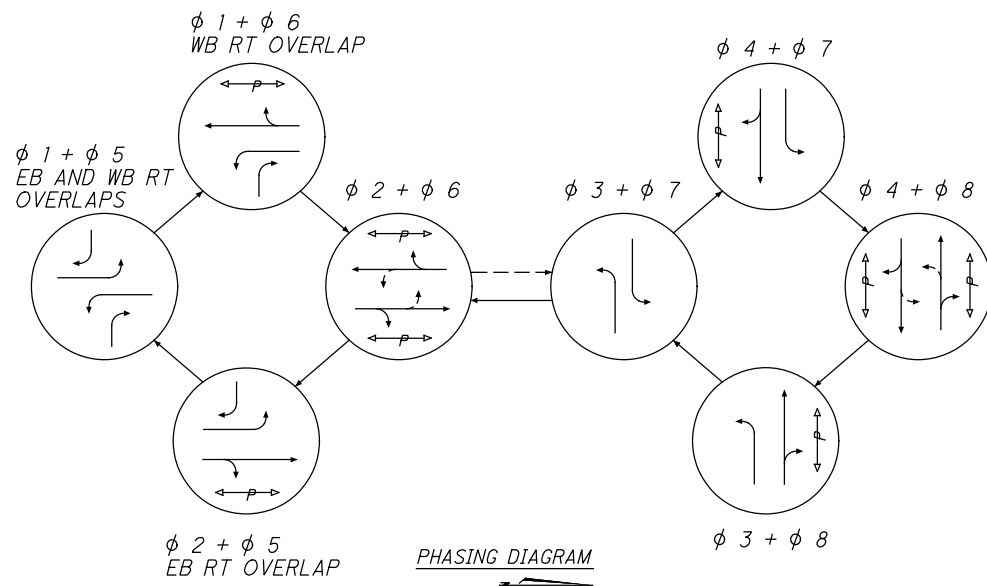 φ 1 + φ 6
WB RT OVERLAP
P
φ 1 + φ 5
EB AND WB RT
OVERLAPS
φ 2 + φ 6
P
P
φ 2 + φ 5
EB RT OVERLAP
P
φ 4 + φ 7
P
φ 3 + φ 7
φ 4 + φ 8
P
P
φ 3 + φ 8
P
PHASING DIAGRAM